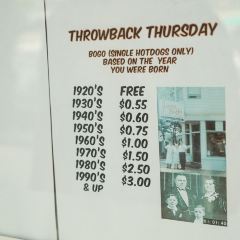 THROWBACK THURSDAY
BOGO (SINGLE HOTDOGS ONLY)
BASED ON THE YEAR
YOU WERE BORN
1920'S FREE
1930'S $0.55
1940'S $0.60
1950'S $0.75
1960'S $1.00
1970'S $1.50
1980'S $2.50
1990'S $3.00
& UP